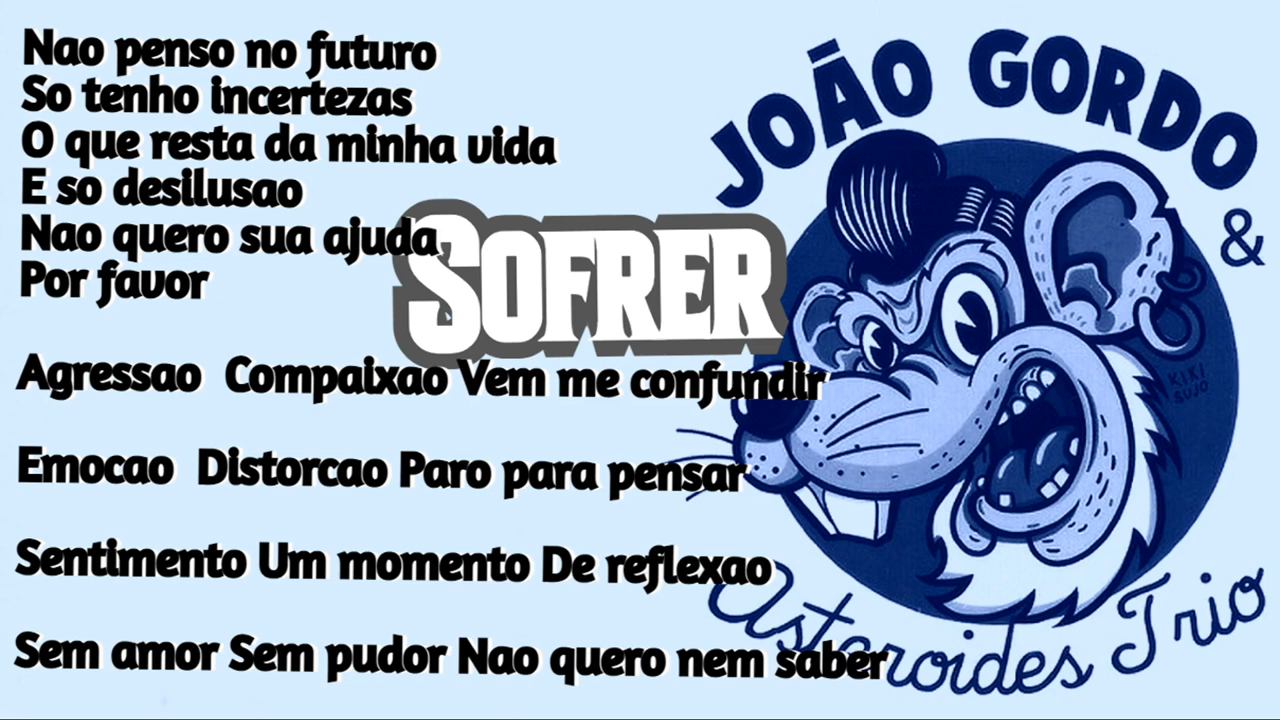 Nao penso no futuro
So tenho incertezas
O que resta da minha vida
E so desilusao
Nao quero sua ajuda
Por favor
SOFRER
Agressao  Compaixao Vem me confundir
Emocao  Distorcao Paro para pensar
Sentimento Um momento De reflexao
Sem amor Sem pudor Nao quero nem saber
JOÃO GORDO
&
Asteroides Trio
KIKI
SUJO